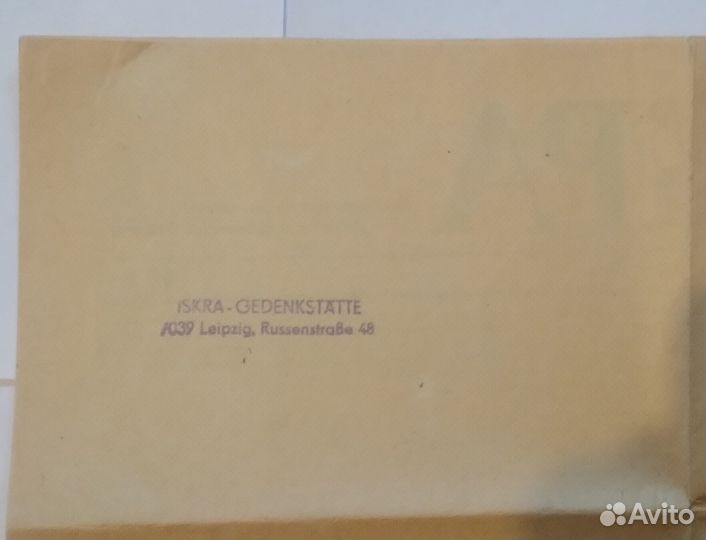 ISKRA-GEDENKSTÄTTE
7039 Leipzig, Russenstraße 48
Avito